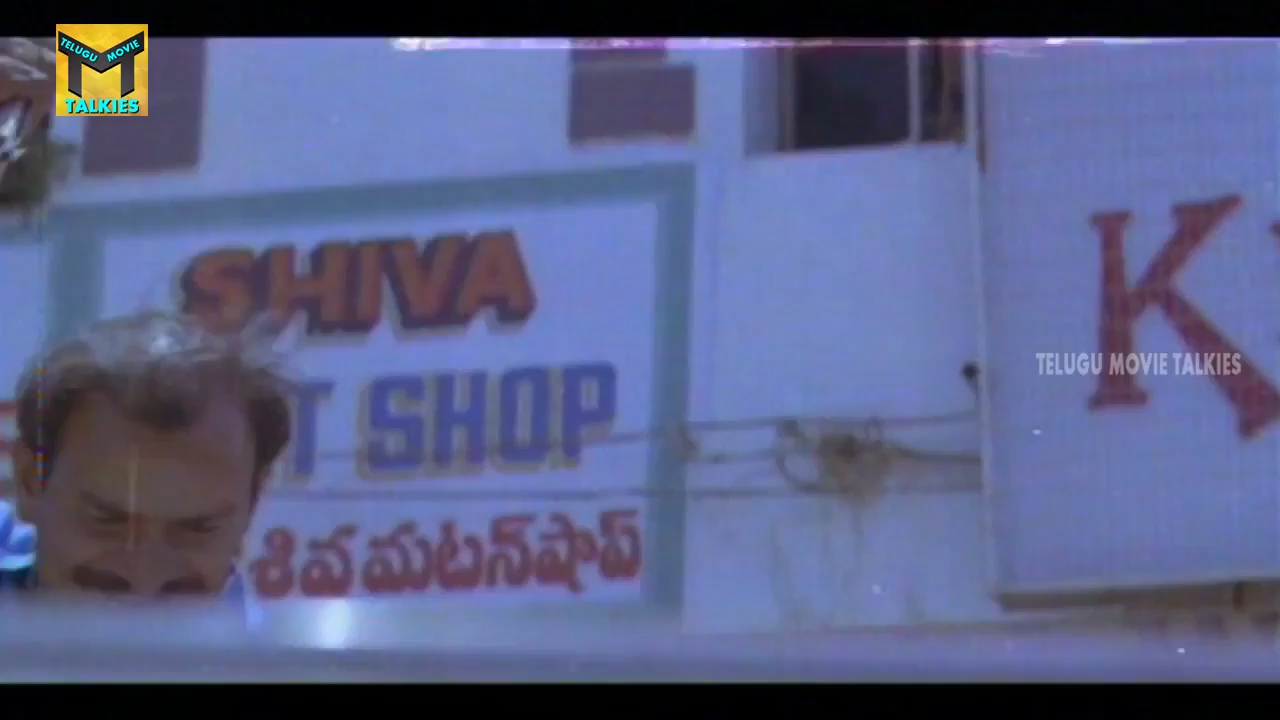 TELUGU MOVIE
TALKIES
SHIVA
T SHOP
శివ మటన్ షాప్
K
TELUGU MOVIE TALKIES